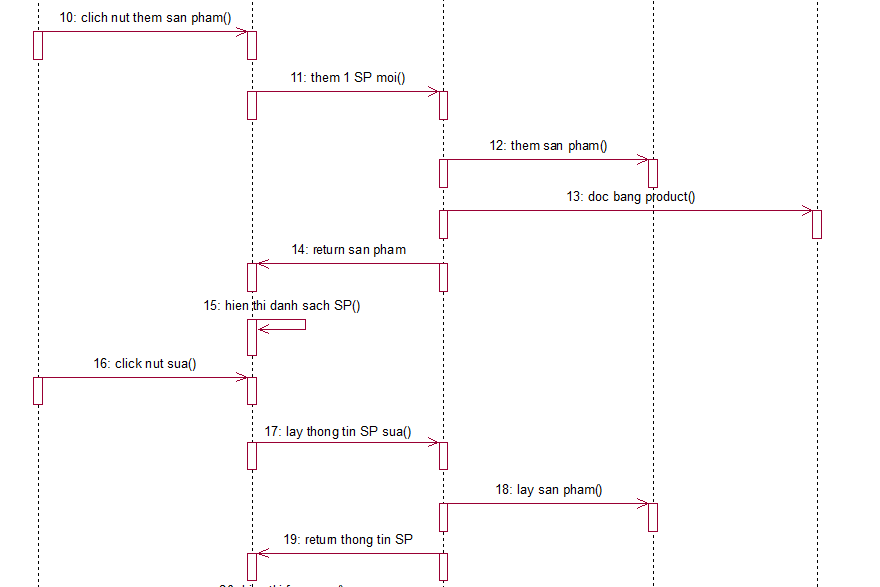 10: clich nut them san pham()
11: them 1 SP moi()
12: them san pham()
13: doc bang product()
14: return san pham
15: hien thi danh sach SP()
16: click nut sua()
17: lay thong tin SP sua()
18: lay san pham()
19: return thong tin SP